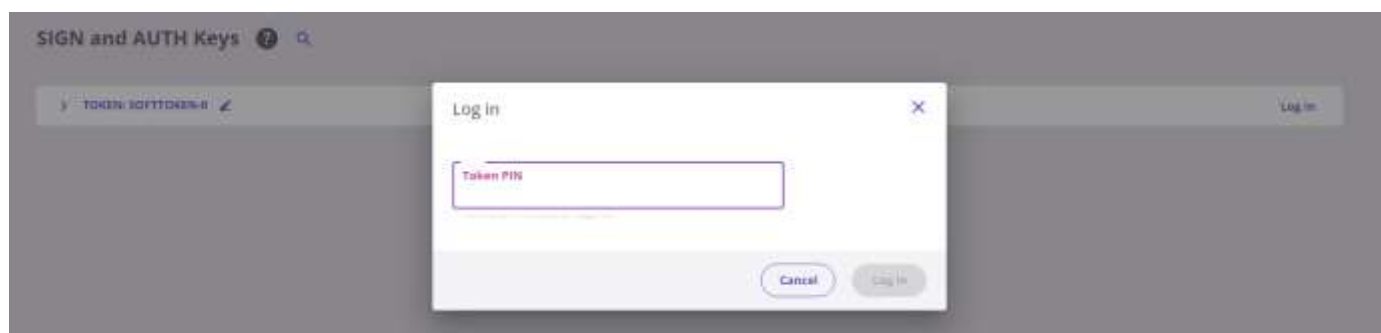 SIGN and AUTH Keys ?
TOKEN: SOFTTOKEN-0
Log in
Log in
Token PIN
Cancel
Log in